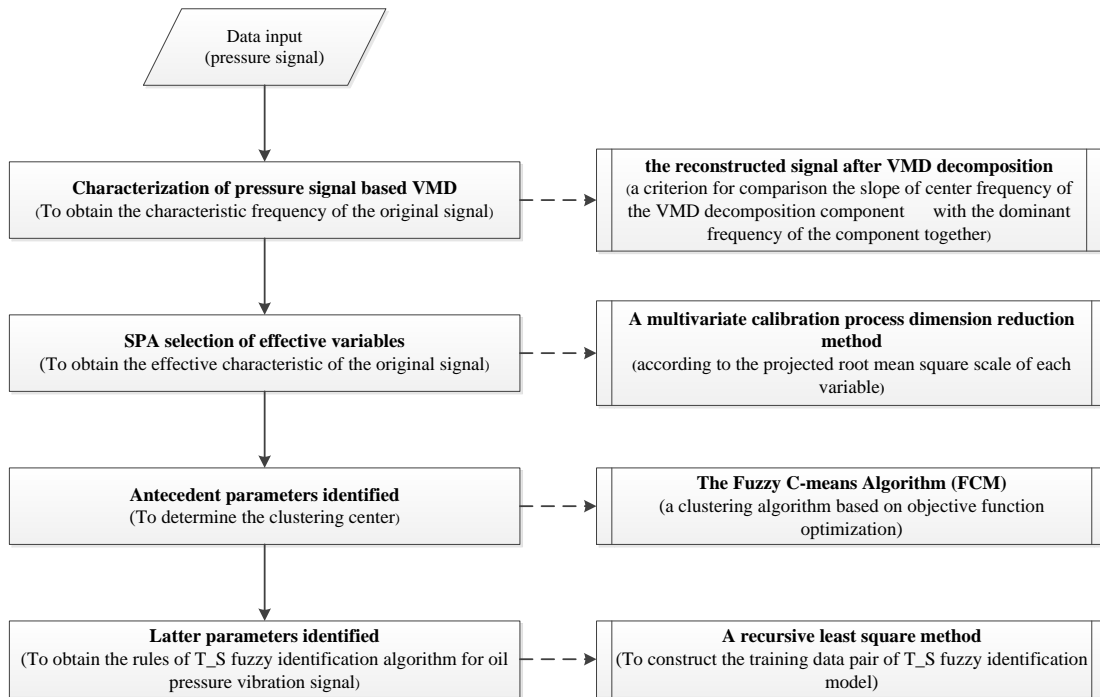 Data input
(pressure signal)
Characterization of pressure signal based VMD
(To obtain the characteristic frequency of the original signal)
the reconstructed signal after VMD decomposition
(a criterion for comparison the slope of center frequency of
the VMD decomposition component with the dominant
frequency of the component together)
SPA selection of effective variables
(To obtain the effective characteristic of the original signal)
A multivariate calibration process dimension reduction
method
(according to the projected root mean square scale of each
variable)
Antecedent parameters identified
(To determine the clustering center)
The Fuzzy C-means Algorithm (FCM)
(a clustering algorithm based on objective function
optimization)
Latter parameters identified
(To obtain the rules of T_S fuzzy identification algorithm for oil
pressure vibration signal)
A recursive least square method
(To construct the training data pair of T_S fuzzy identification
model)